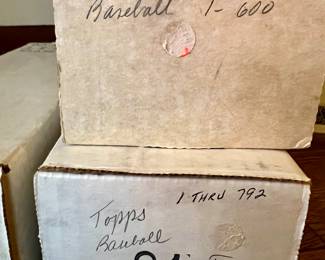 Baseball 1-600
1 THRU 792
Topps
Baseball